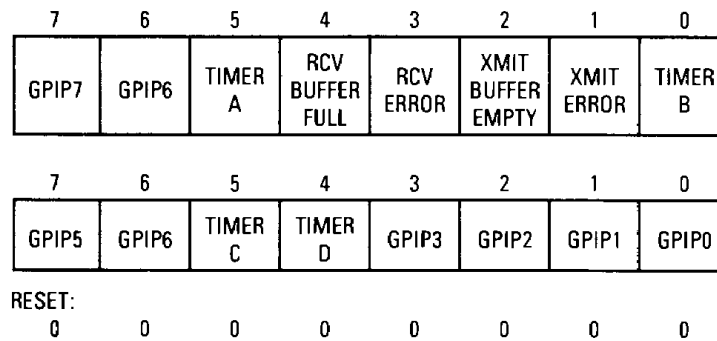 7 6 5 4 3 2 1 0
GPIP7 GPIP6 TIMER A RCV BUFFER FULL RCV ERROR XMIT BUFFER EMPTY XMIT ERROR TIMER B
7 6 5 4 3 2 1 0
GPIP5 GPIP6 TIMER C TIMER D GPIP3 GPIP2 GPIP1 GPIP0
RESET:
0 0 0 0 0 0 0 0